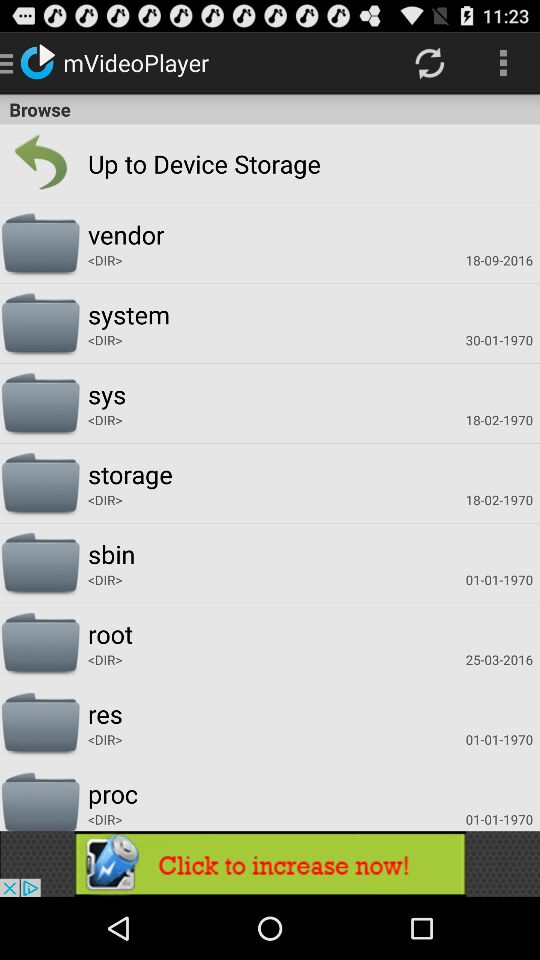 11:23
mVideoPlayer
Browse
Up to Device Storage
vendor
<DIR> 18-09-2016
system
<DIR> 30-01-1970
sys
<DIR> 18-02-1970
storage
<DIR> 18-02-1970
sbin
<DIR> 01-01-1970
root
<DIR> 25-03-2016
res
<DIR> 01-01-1970
proc
<DIR> 01-01-1970
Click to increase now!